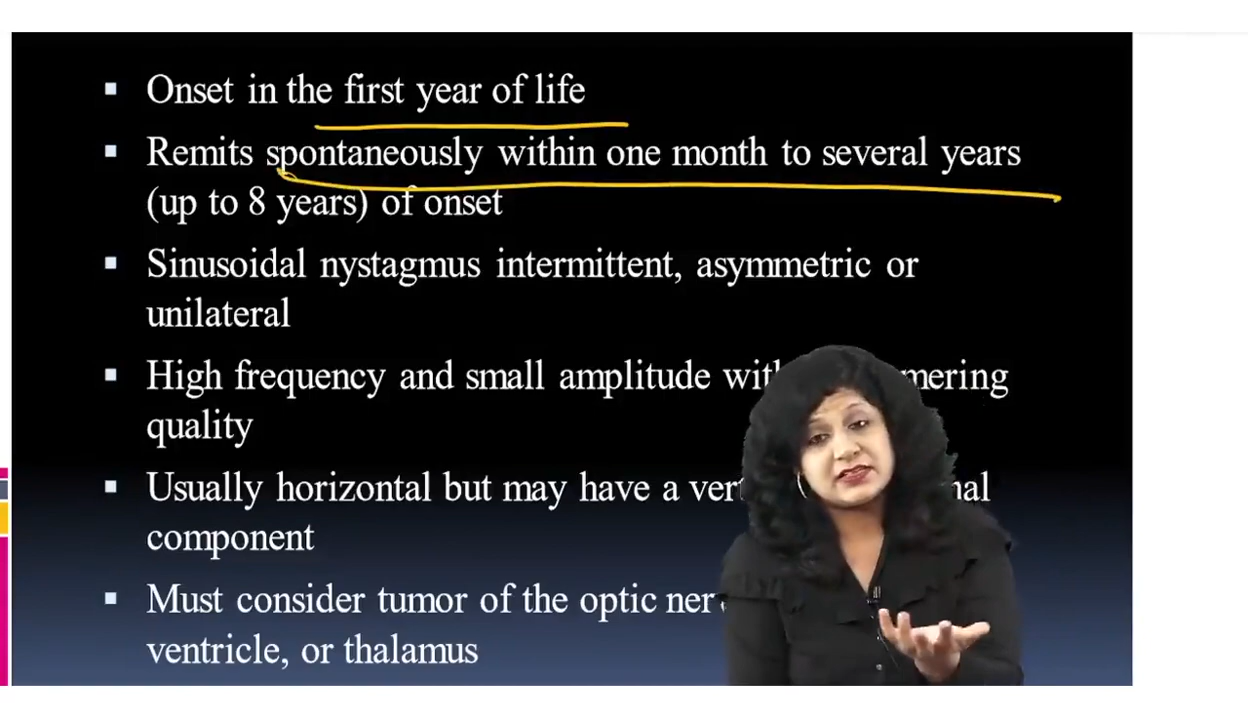 Onset in the first year of life
Remits spontaneously within one month to several years
(up to 8 years) of onset
Sinusoidal nystagmus intermittent, asymmetric or
unilateral
High frequency and small amplitude
quality
Usually horizontal but may have a
component
Must consider tumor of the optic
ventricle, or thalamus